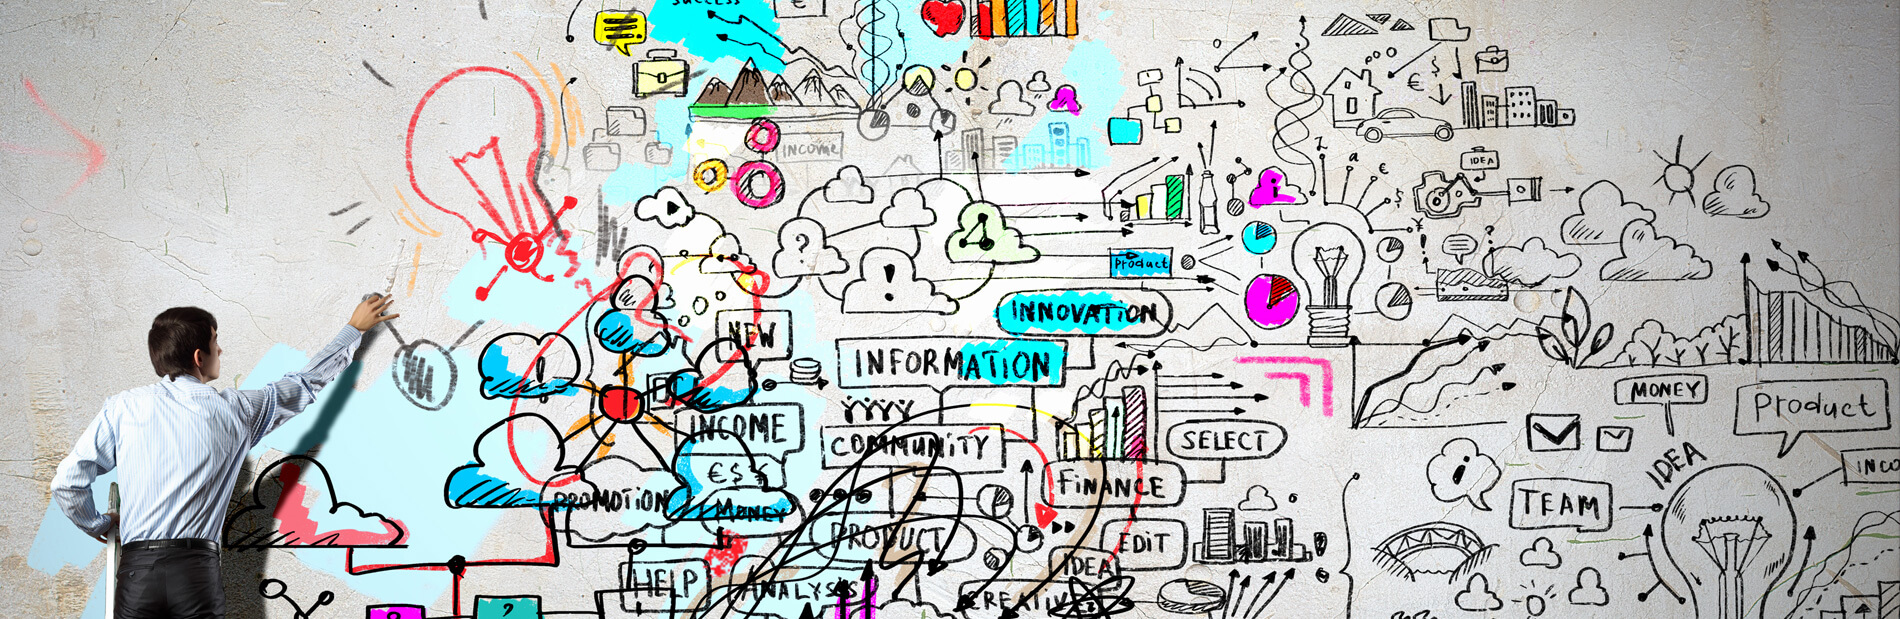 SUCCESS
€
INCOME
IDEA
Product
INNOVATION
NEW
INFORMATION
MONEY
Product
INCOME
COMMUNITY
SELECT
€ $ ¥
FINANCE
IDEA
INCO
TEAM
PROMOTION
MONEY
PRODUCT
EDIT
IDEA
HELP
ANALYSIS
CREATIVE